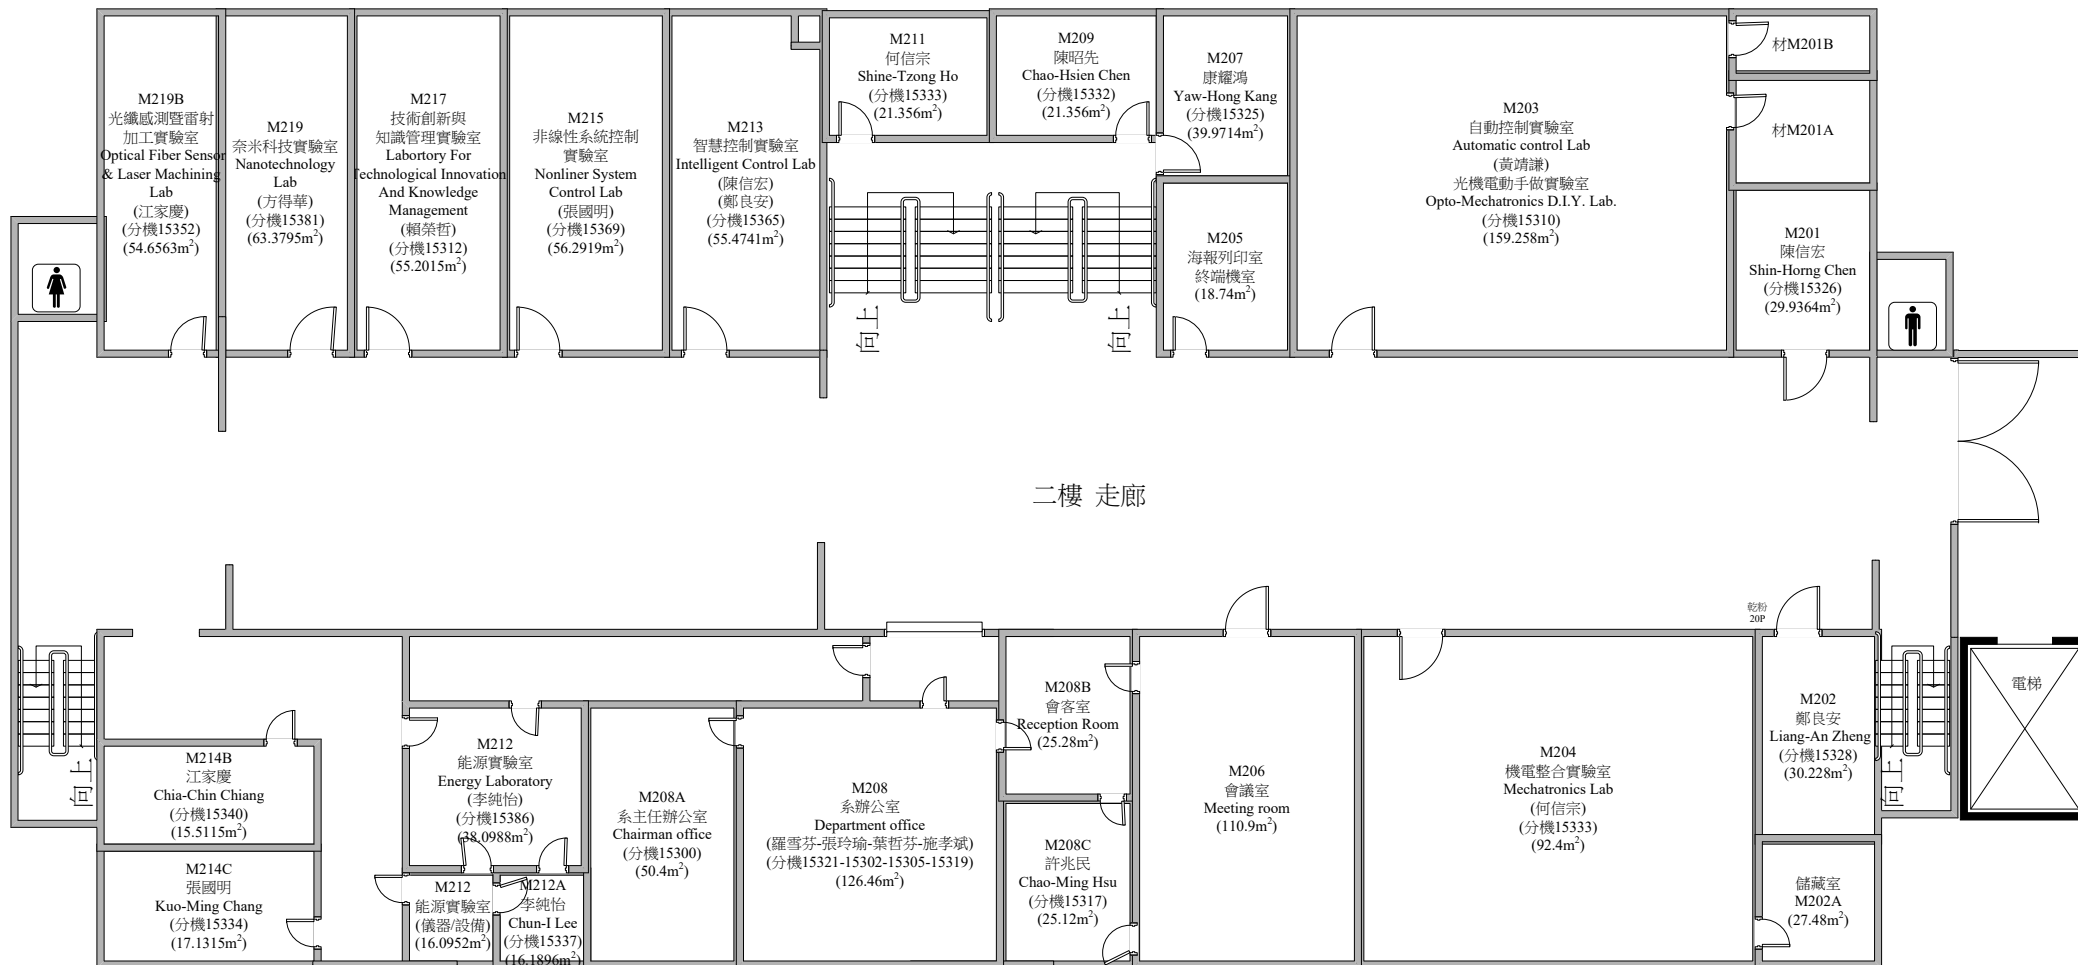 M219B
光纖感測暨雷射
加工實驗室
Optical Fiber Sensor
& Laser Machining
Lab
(江家慶)
(分機15352)
(54.6563m²)
M219
奈米科技實驗室
Nanotechnology
Lab
(方得華)
(分機15381)
(63.3795m²)
M217
技術創新與
知識管理實驗室
Labortory For
Technological Innovation
And Knowledge
Management
(賴榮哲)
(分機15312)
(55.2015m²)
M215
非線性系統控制
實驗室
Nonliner System
Control Lab
(張國明)
(分機15369)
(56.2919m²)
M213
智慧控制實驗室
Intelligent Control Lab
(陳信宏)
(鄭良安)
(分機15365)
(55.4741m²)
M211
何信宗
Shine-Tzong Ho
(分機15333)
(21.356m²)
M209
陳昭先
Chao-Hsien Chen
(分機15332)
(21.356m²)
M207
康耀鴻
Yaw-Hong Kang
(分機15325)
(39.9714m²)
M205
海報列印室
終端機室
(18.74m²)
M203
自動控制實驗室
Automatic control Lab
(黃靖謙)
光機電動手做實驗室
Opto-Mechatronics D.I.Y. Lab.
(分機15310)
(159.258m²)
材M201B
材M201A
M201
陳信宏
Shin-Horng Chen
(分機15326)
(29.9364m²)
向上
向上
二樓 走廊
乾粉
20P
向上
M214B
江家慶
Chia-Chin Chiang
(分機15340)
(15.5115m²)
M214C
張國明
Kuo-Ming Chang
(分機15334)
(17.1315m²)
M212
能源實驗室
Energy Laboratory
(李純怡)
(分機15386)
(38.0988m²)
M212
能源實驗室
(儀器/設備)
(16.0952m²)
M212A
李純怡
Chun-I Lee
(分機15337)
(16.1896m²)
M208A
系主任辦公室
Chairman office
(分機15300)
(50.4m²)
M208
系辦公室
Department office
(羅雪芬-張玲瑜-葉哲芬-施孝斌)
(分機15321-15302-15305-15319)
(126.46m²)
M208B
會客室
Reception Room
(25.28m²)
M208C
許兆民
Chao-Ming Hsu
(分機15317)
(25.12m²)
M206
會議室
Meeting room
(110.9m²)
M204
機電整合實驗室
Mechatronics Lab
(何信宗)
(分機15333)
(92.4m²)
M202
鄭良安
Liang-An Zheng
(分機15328)
(30.228m²)
儲藏室
M202A
(27.48m²)
向上
電梯